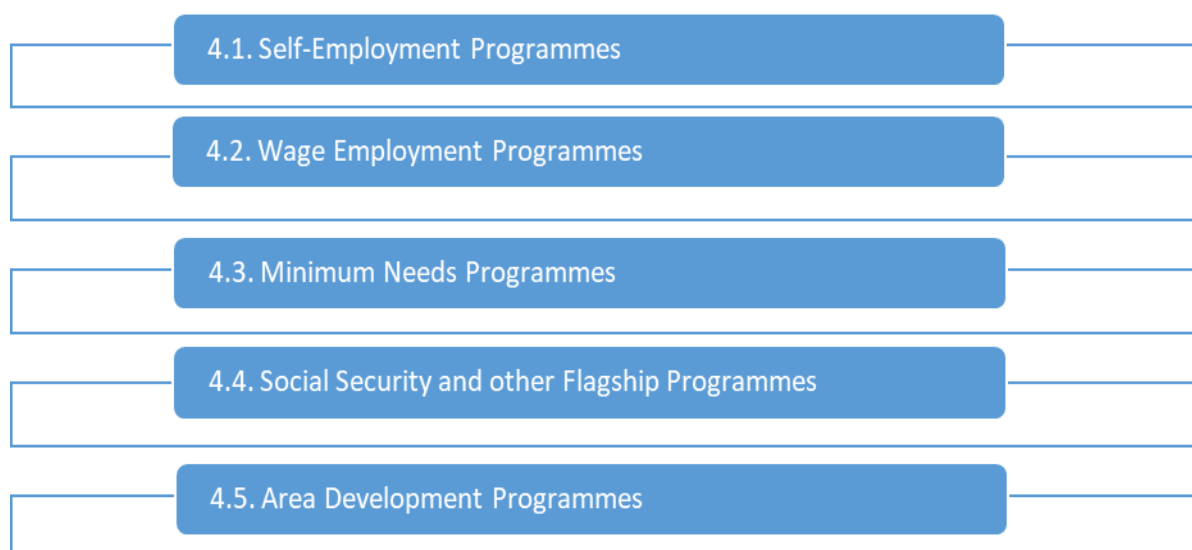 4.1. Self-Employment Programmes
4.2. Wage Employment Programmes
4.3. Minimum Needs Programmes
4.4. Social Security and other Flagship Programmes
4.5. Area Development Programmes